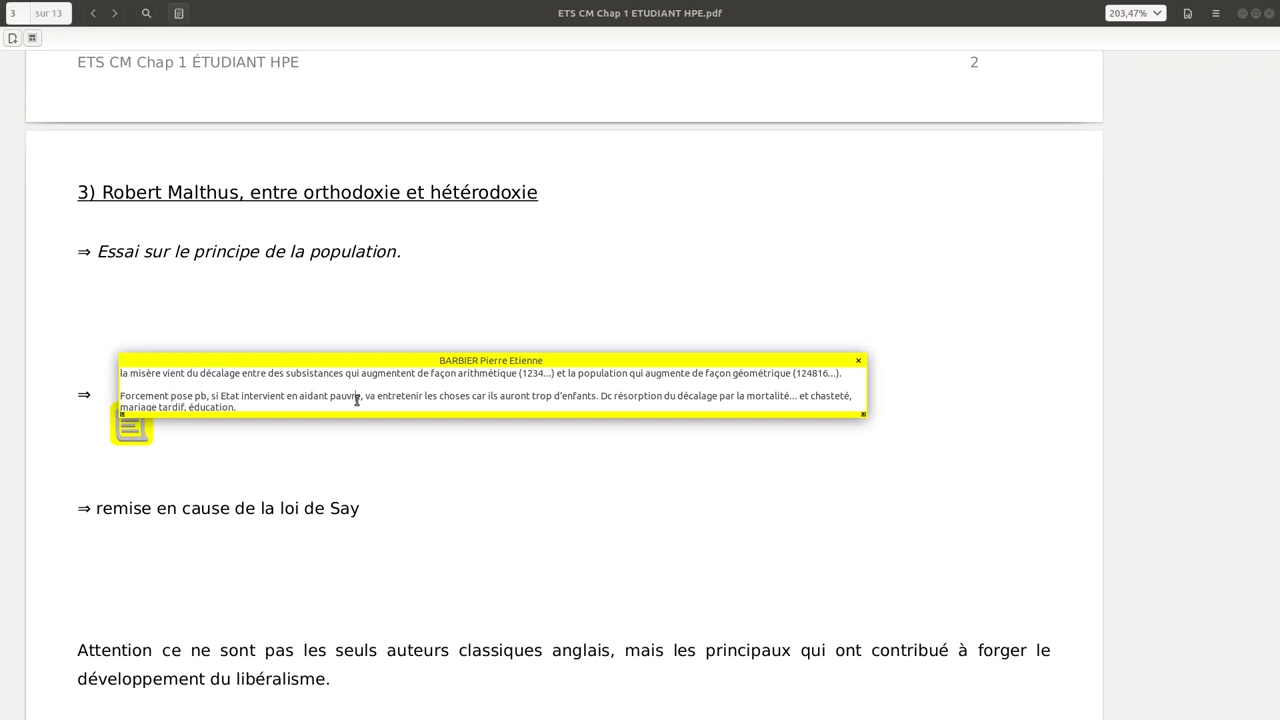 3 sur 13
ETS CM Chap 1 ETUDIANT HPE.pdf
203,47%
ETS CM Chap 1 ÉTUDIANT HPE 2
3) Robert Malthus, entre orthodoxie et hétérodoxie
⇒ Essai sur le principe de la population.
BARBIER Pierre Etienne
la misère vient du décalage entre des subsistances qui augmentent de façon arithmétique (1234...) et la population qui augmente de façon géométrique (124816...).
⇒
Forcement pose pb, si Etat intervient en aidant pauvre, va entretenir les choses car ils auront trop d'enfants. Dc résorption du décalage par la mortalité... et chasteté,
mariage tardif, éducation.
⇒ remise en cause de la loi de Say
Attention ce ne sont pas les seuls auteurs classiques anglais, mais les principaux qui ont contribué à forger le
développement du libéralisme.